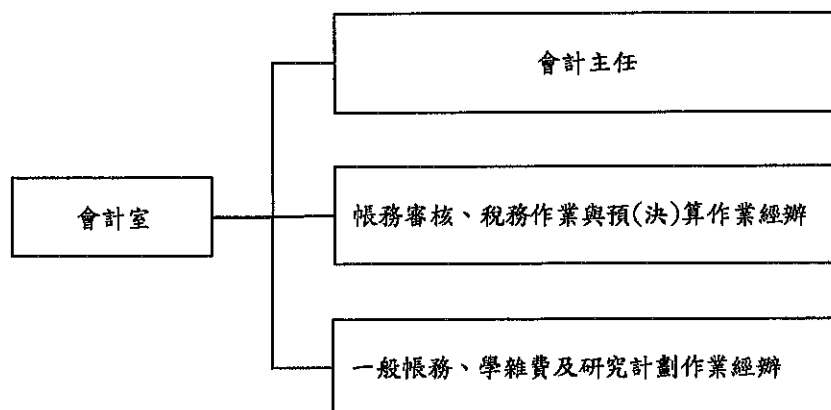 會計主任
會計室
帳務審核、稅務作業與預(決)算作業經辦
一般帳務、學雜費及研究計劃作業經辦